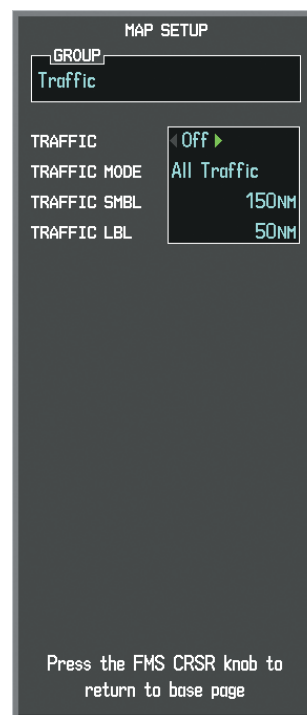 MAP SETUP
GROUP
Traffic
TRAFFIC Off
TRAFFIC MODE All Traffic
TRAFFIC SMBL 150NM
TRAFFIC LBL 50NM
Press the FMS CRSR knob to
return to base page